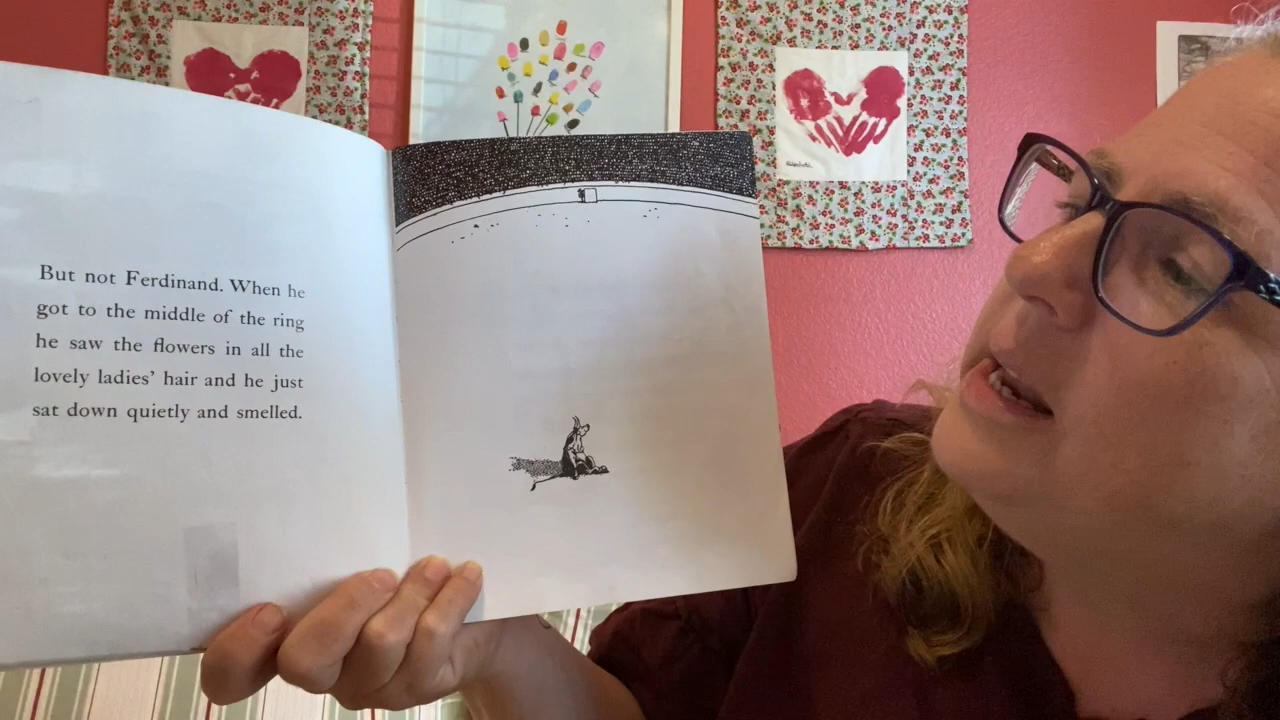 But not Ferdinand. When he
got to the middle of the ring
he saw the flowers in all the
lovely ladies' hair and he just
sat down quietly and smelled.